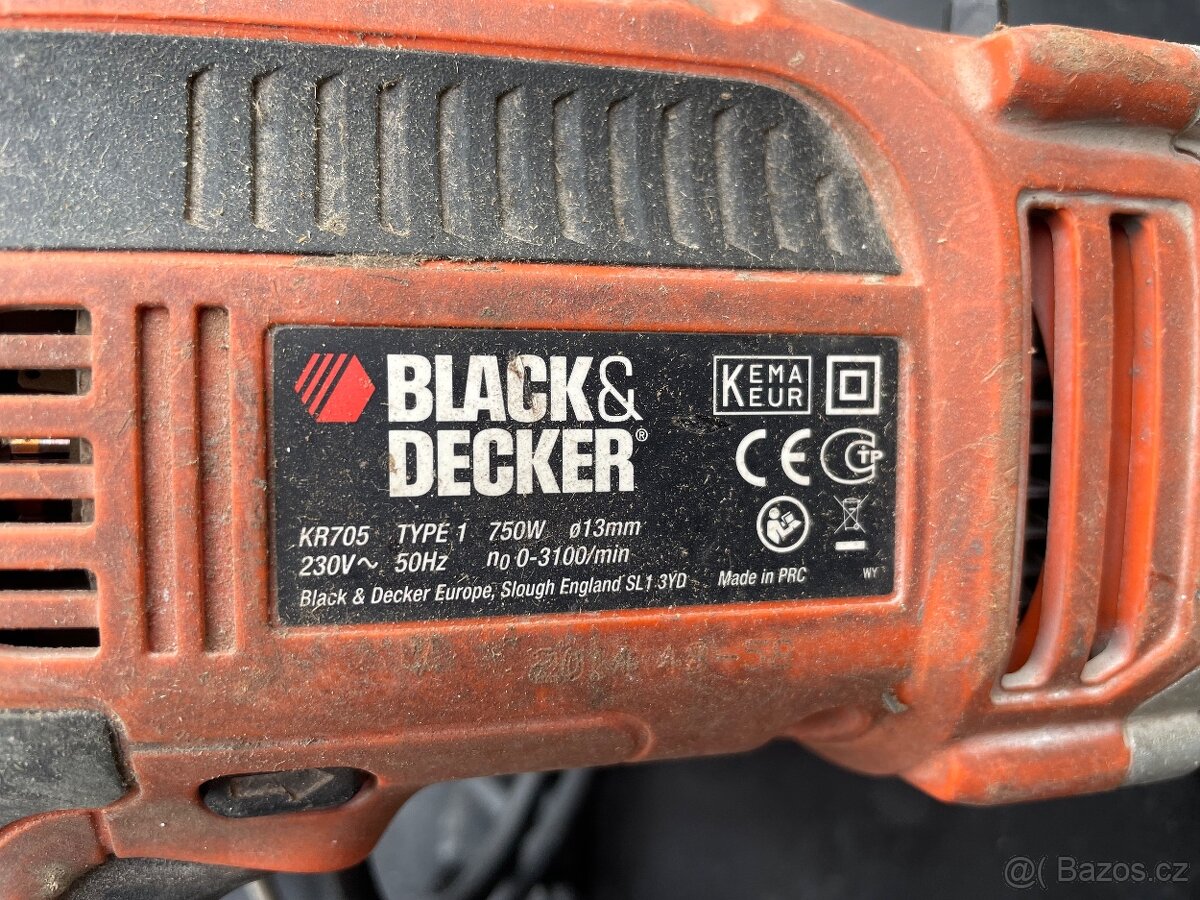 BLACK&
DECKER®
KEMA
EUR
CE
KR705 TYPE 1 750W ø13mm
230V~ 50Hz n0 0-3100/min
Black & Decker Europe, Slough England SL1 3YD Made in PRC WY
@( Bazos.cz